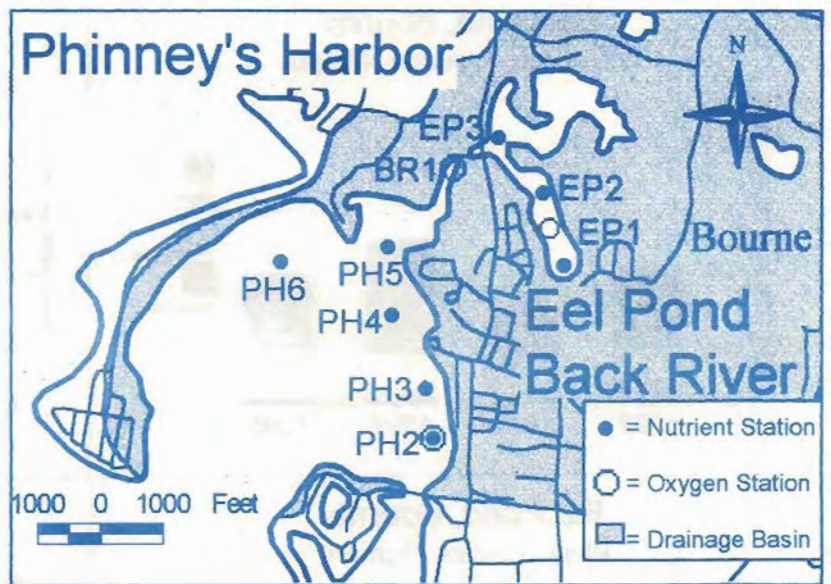 Phinney's Harbor
N
EP3
BR1
EP2
EP1
Bourne
PH5
PH6
PH4
Eel Pond
Back River
PH3
PH2
= Nutrient Station
= Oxygen Station
= Drainage Basin
1000 0 1000 Feet